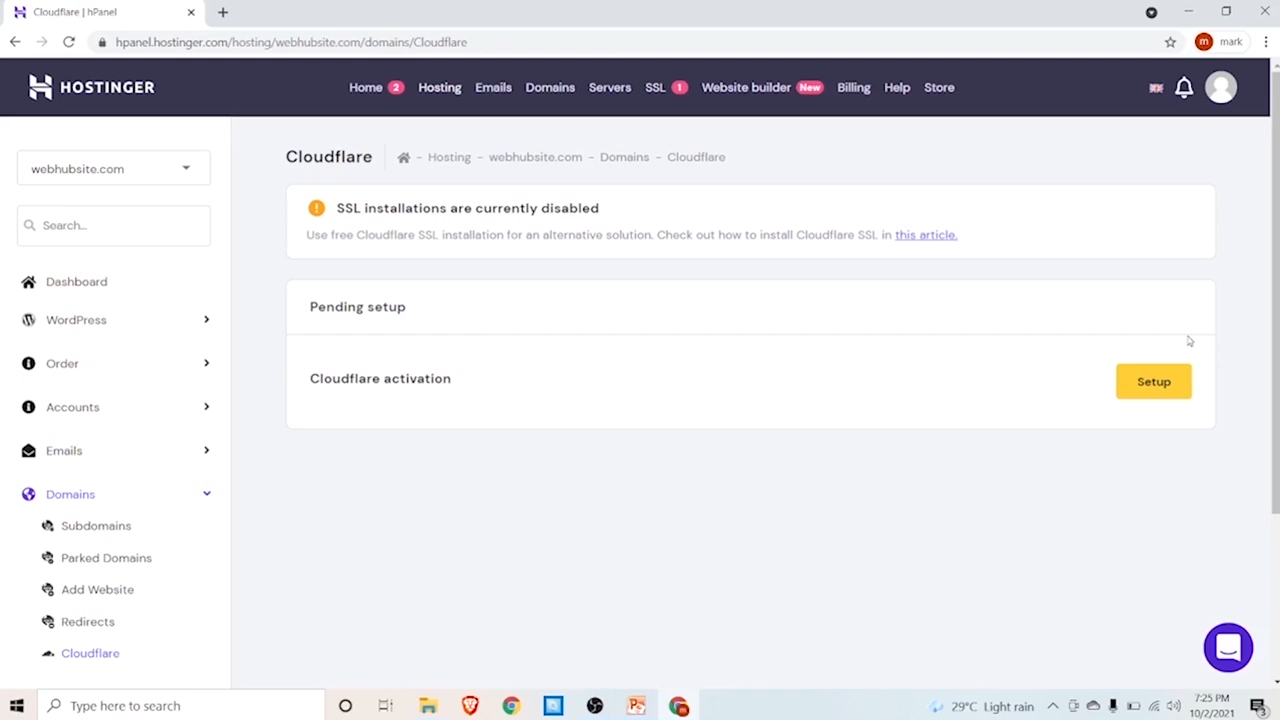 Cloudflare | hPanel
hpanel.hostinger.com/hosting/webhubsite.com/domains/Cloudflare
m mark
HOSTINGER
Home 2 Hosting Emails Domains Servers SSL 1 Website builder New Billing Help Store
webhubsite.com
Search...
Dashboard
WordPress
Order
Accounts
Emails
Domains
Subdomains
Parked Domains
Add Website
Redirects
Cloudflare
Cloudflare - Hosting - webhubsite.com - Domains - Cloudflare
SSL installations are currently disabled
Use free Cloudflare SSL installation for an alternative solution. Check out how to install Cloudflare SSL in this article.
Pending setup
Cloudflare activation
Setup
Type here to search
29°C Light rain
7:25 PM
10/2/2021
3